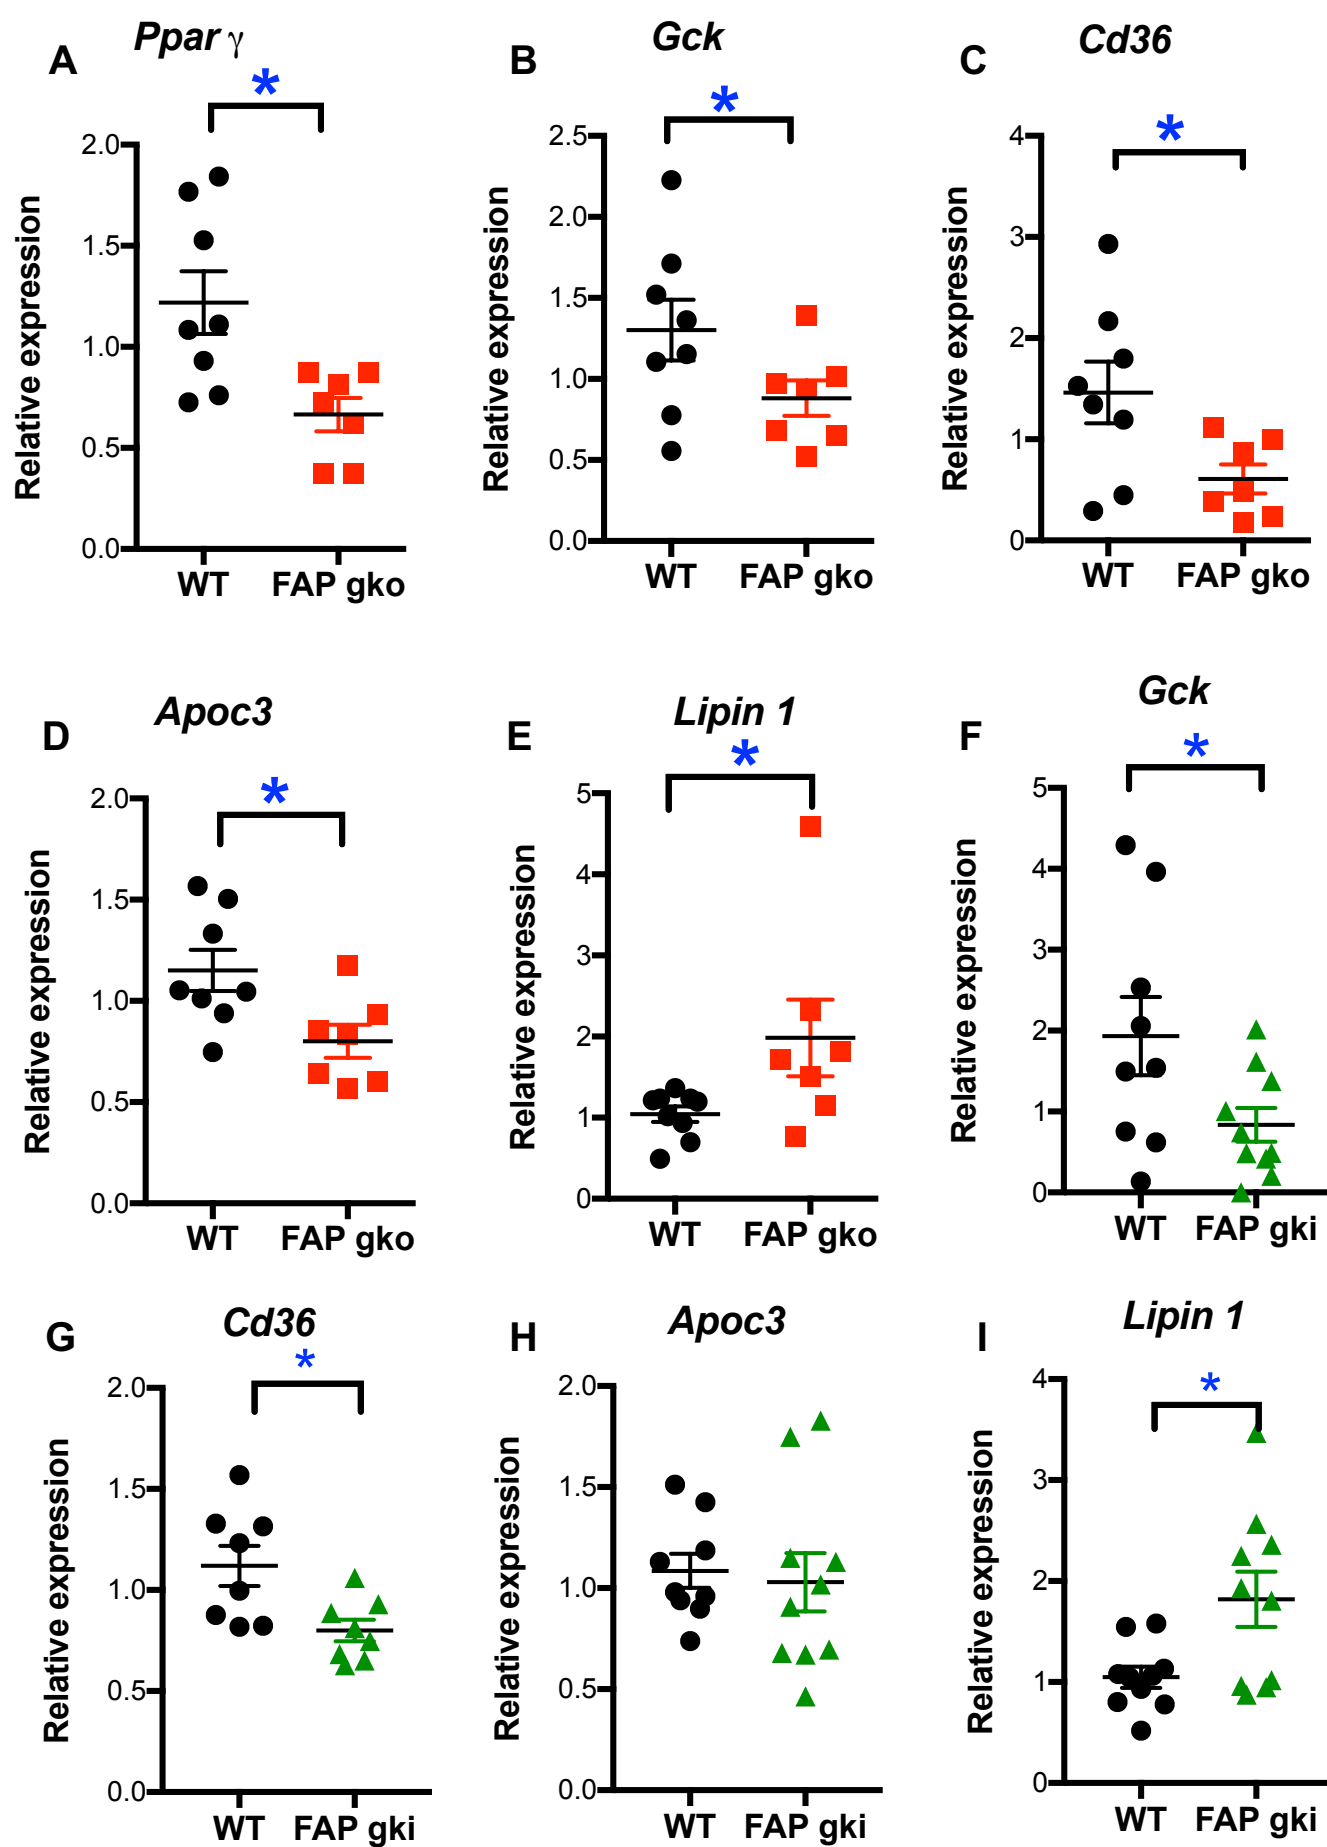 A
Ppar γ
*
Relative expression
2.0
1.5
1.0
0.5
0.0
WT
FAP gko
B
Gck
*
Relative expression
2.5
2.0
1.5
1.0
0.5
0.0
WT
FAP gko
C
Cd36
*
Relative expression
4
3
2
1
0
WT
FAP gko
D
Apoc3
*
Relative expression
2.0
1.5
1.0
0.5
0.0
WT
FAP gko
E
Lipin 1
*
Relative expression
5
4
3
2
1
0
WT
FAP gko
F
Gck
*
Relative expression
5
4
3
2
1
0
WT
FAP gki
G
Cd36
*
Relative expression
2.0
1.5
1.0
0.5
0.0
WT
FAP gki
H
Apoc3
Relative expression
2.0
1.5
1.0
0.5
0.0
WT
FAP gki
I
Lipin 1
*
Relative expression
4
3
2
1
0
WT
FAP gki